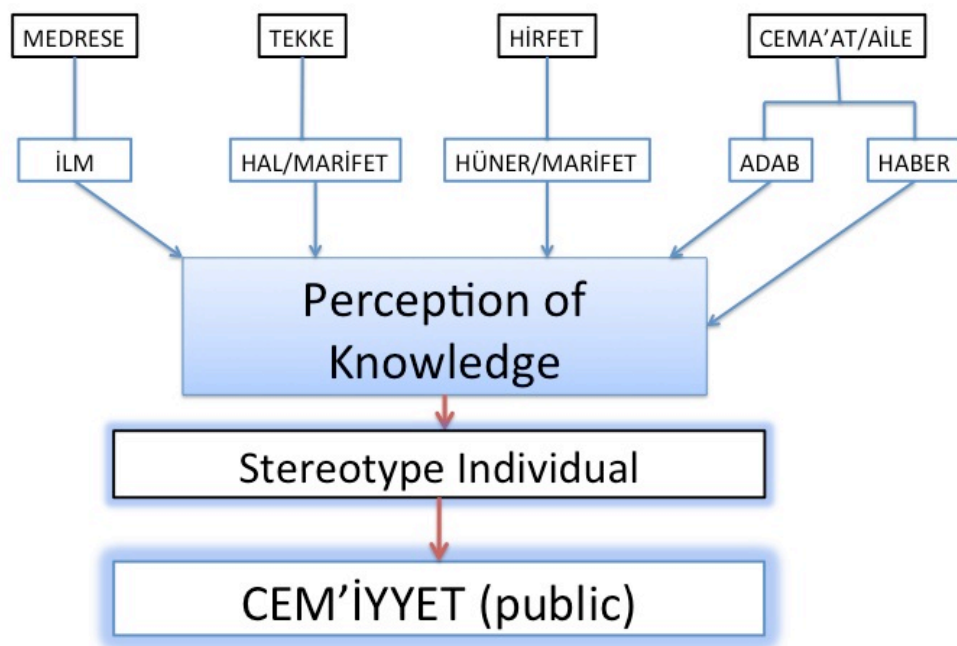 MEDRESE
TEKKE
HİRFET
CEMA’AT/AİLE
İLM
HAL/MARİFET
HÜNER/MARİFET
ADAB
HABER
Perception of
Knowledge
Stereotype Individual
CEM’İYYET (public)